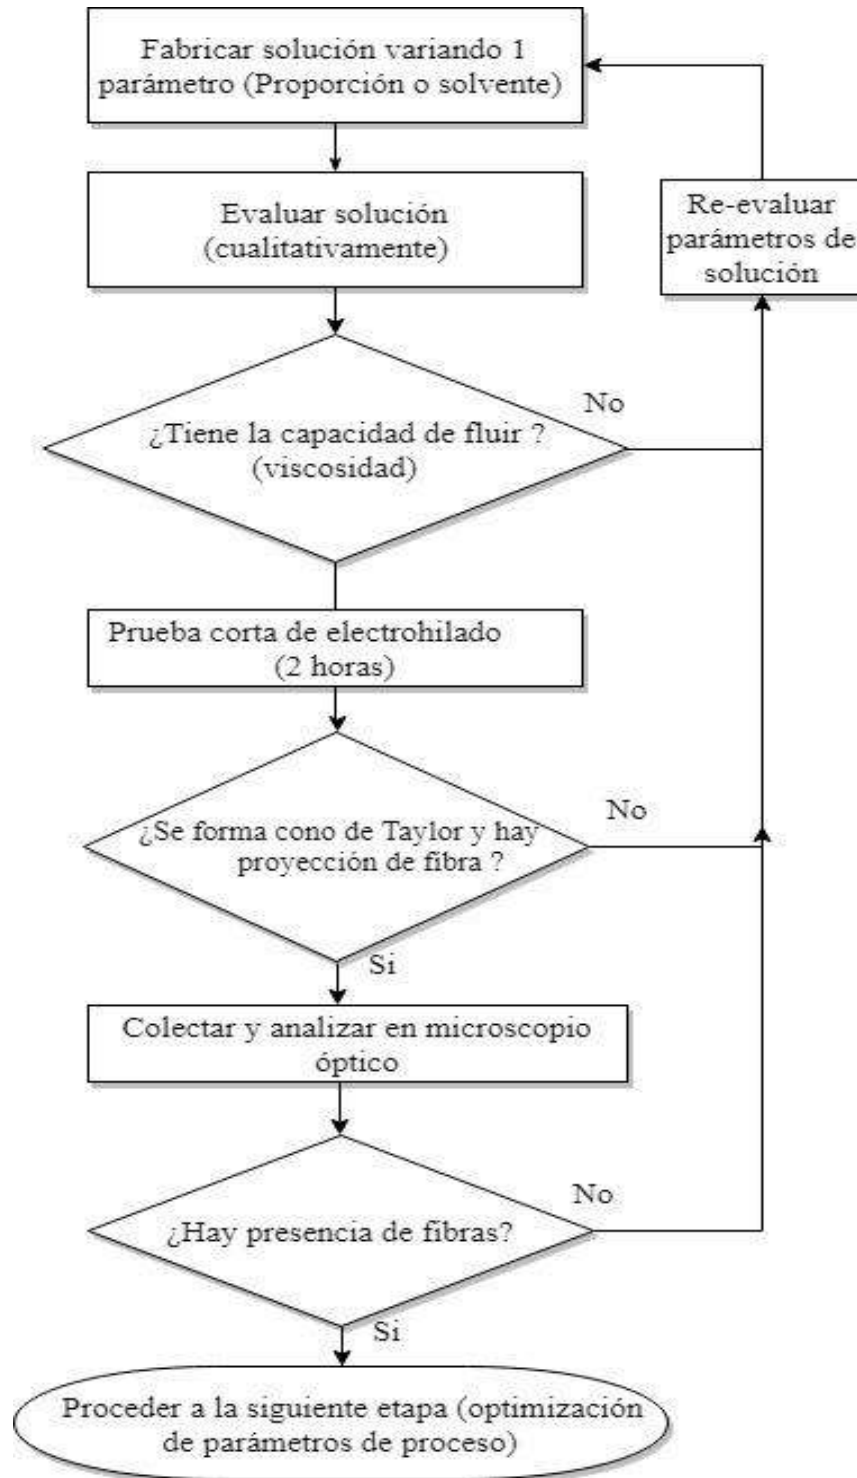 Fabricar solución variando 1
parámetro (Proporción o solvente)
Evaluar solución
(cualitativamente)
Re-evaluar
parámetros de
solución
No
¿Tiene la capacidad de fluir ?
(viscosidad)
Prueba corta de electrohilado
(2 horas)
No
¿Se forma cono de Taylor y hay
proyección de fibra ?
Si
Colectar y analizar en microscopio
óptico
No
¿Hay presencia de fibras?
Si
Proceder a la siguiente etapa (optimización
de parámetros de proceso)